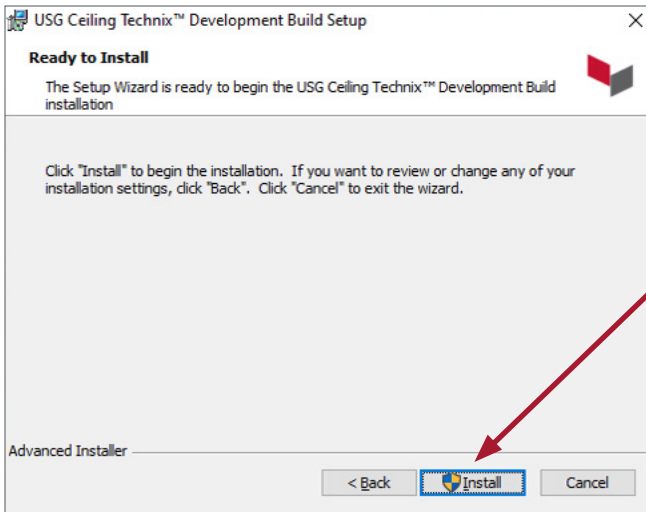 USG Ceiling Technix™ Development Build Setup
Ready to Install
The Setup Wizard is ready to begin the USG Ceiling Technix™ Development Build
installation
Click "Install" to begin the installation. If you want to review or change any of your
installation settings, click "Back". Click "Cancel" to exit the wizard.
Advanced Installer
< Back Install Cancel